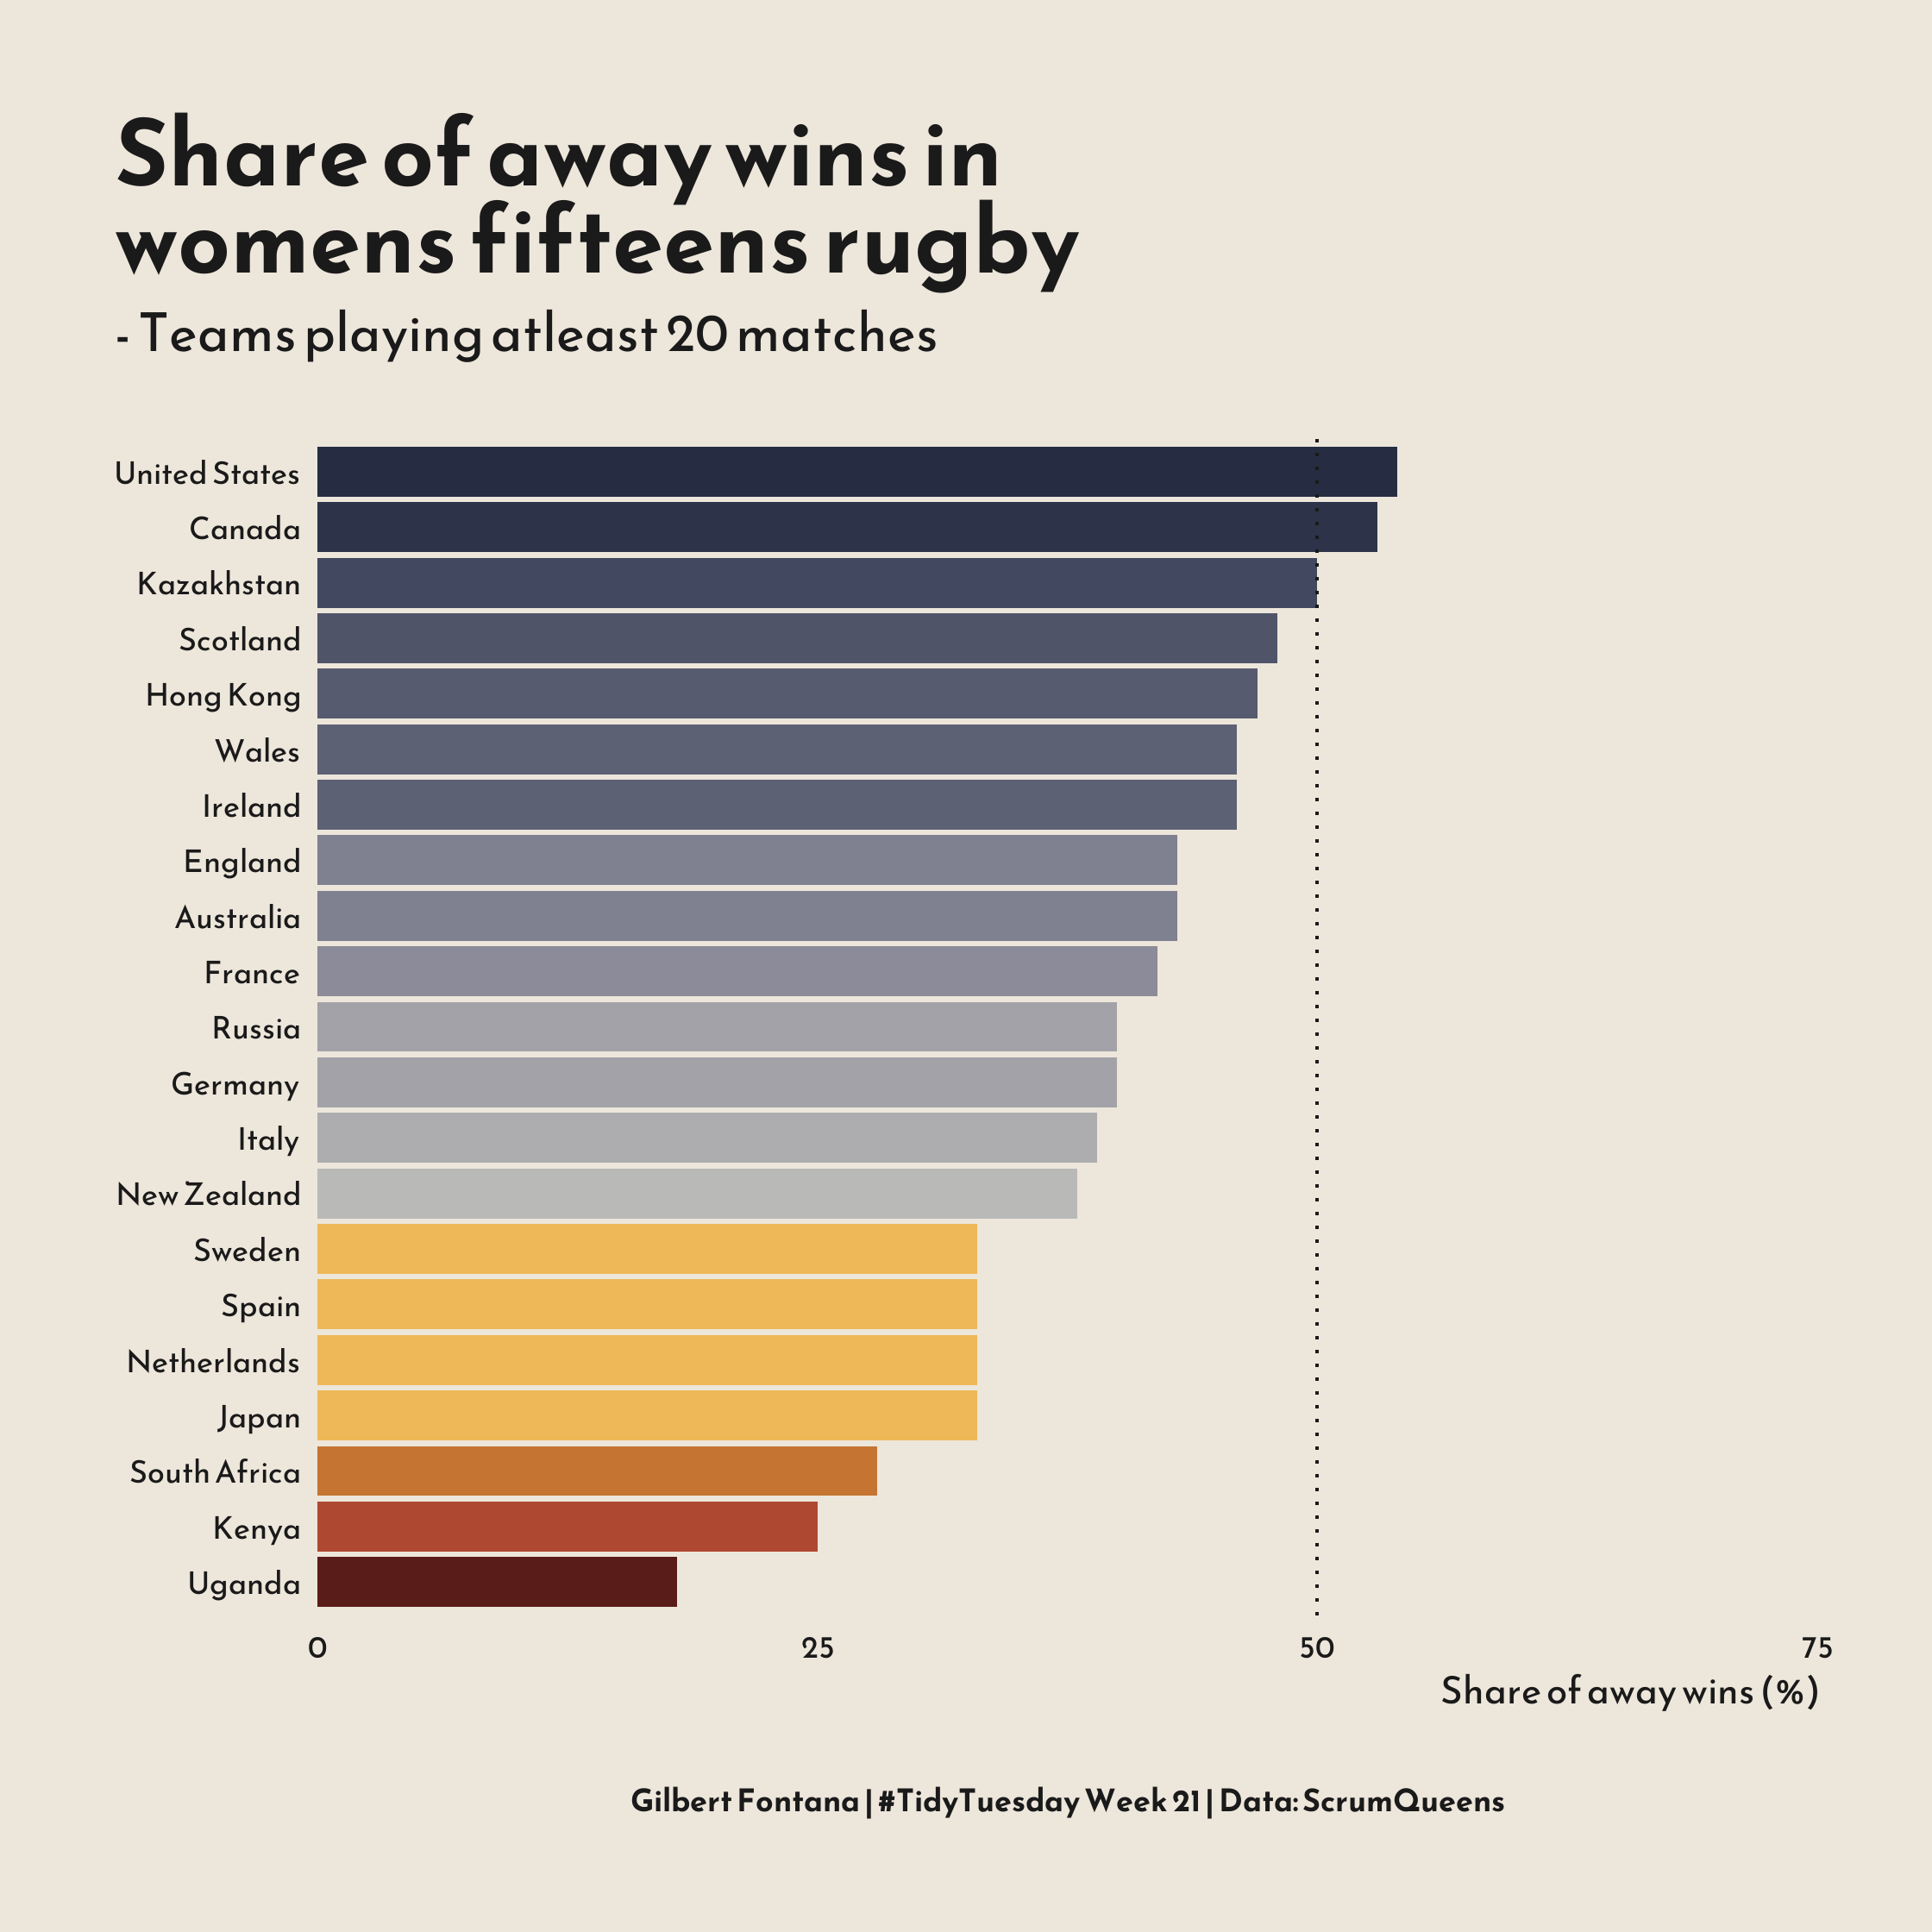 Share of away wins in
womens fifteens rugby
- Teams playing atleast 20 matches
United States
Canada
Kazakhstan
Scotland
Hong Kong
Wales
Ireland
England
Australia
France
Russia
Germany
Italy
New Zealand
Sweden
Spain
Netherlands
Japan
South Africa
Kenya
Uganda
0 25 50 75
Share of away wins (%)
Gilbert Fontana | #TidyTuesday Week 21 | Data: ScrumQueens